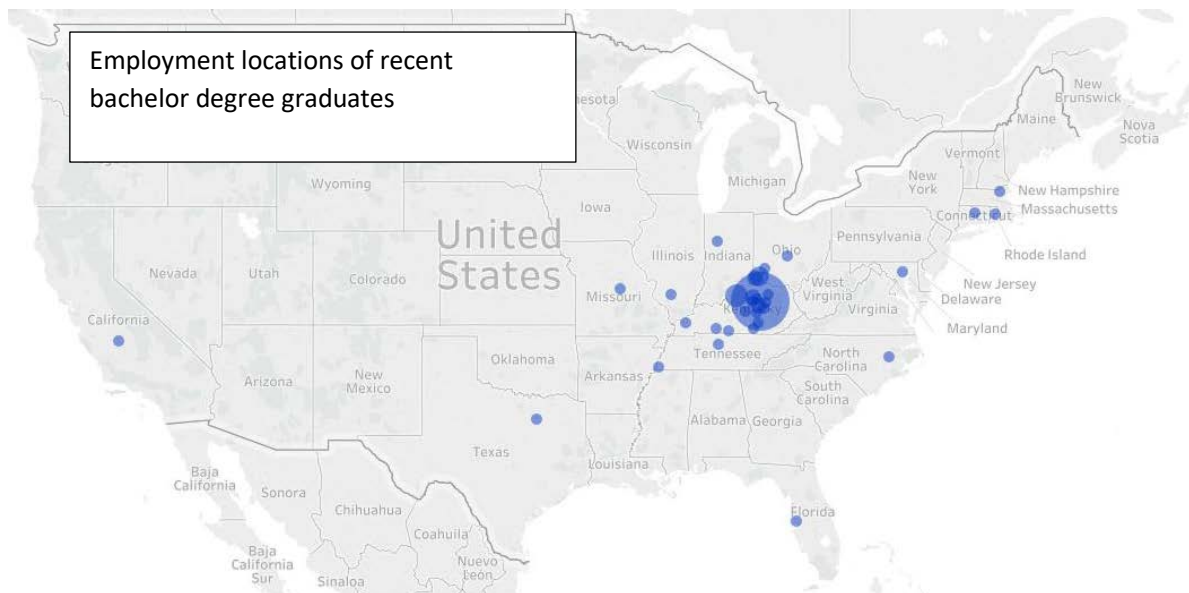 Employment locations of recent
bachelor degree graduates
New
Brunswick
Maine
Nova
Scotia
Wisconsin
Vermont
Michigan
New
York
Wyoming
New Hampshire
Massachusetts
Iowa
Connecticut
United
States
Pennsylvania
Illinois
Indiana
Ohio
Rhode Island
Nevada
Utah
Colorado
West
Virginia
New Jersey
Delaware
Missouri
Kentucky
Virginia
California
Maryland
Oklahoma
Tennessee
North
Carolina
Arizona
New
Mexico
Arkansas
South
Carolina
Alabama
Georgia
Texas
Louisiana
Baja
California
Sonora
Chihuahua
Florida
Coahuila
Baja
California
Sur
Sinaloa
Nuevo
León